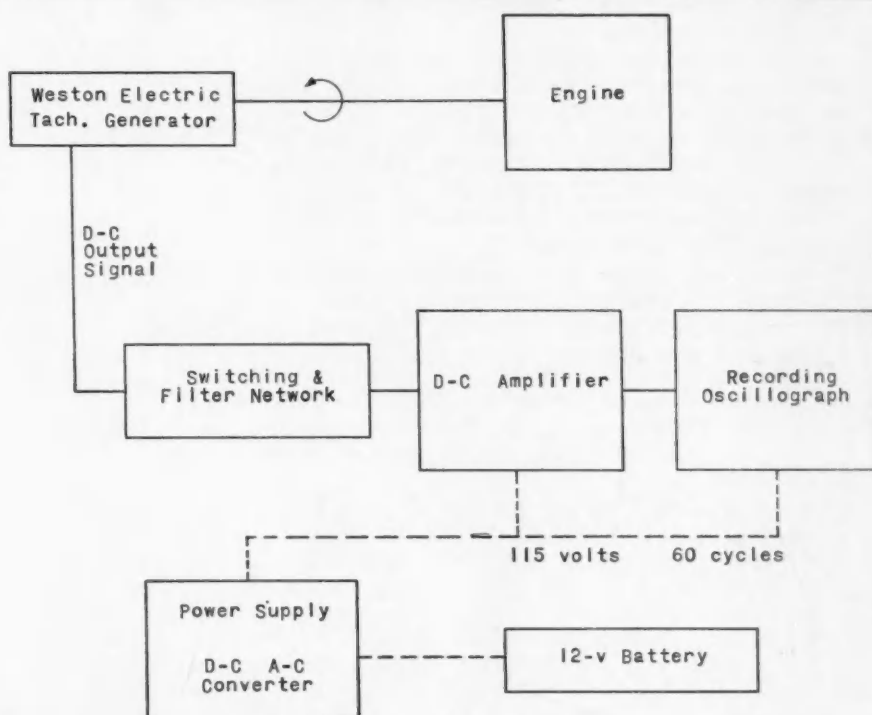 Weston Electric
Tach. Generator
Engine
D-C
Output
Signal
Switching &
Filter Network
D-C Amplifier
Recording
Oscillograph
115 volts 60 cycles
Power Supply
D-C A-C
Converter
12-v Battery